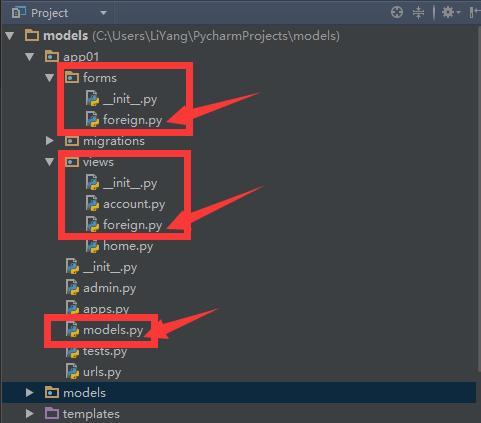 Project
models (C:\Users\LiYang\PycharmProjects\models)
app01
forms
__init__.py
foreign.py
migrations
views
__init__.py
account.py
foreign.py
home.py
__init__.py
admin.py
apps.py
models.py
tests.py
urls.py
models
templates